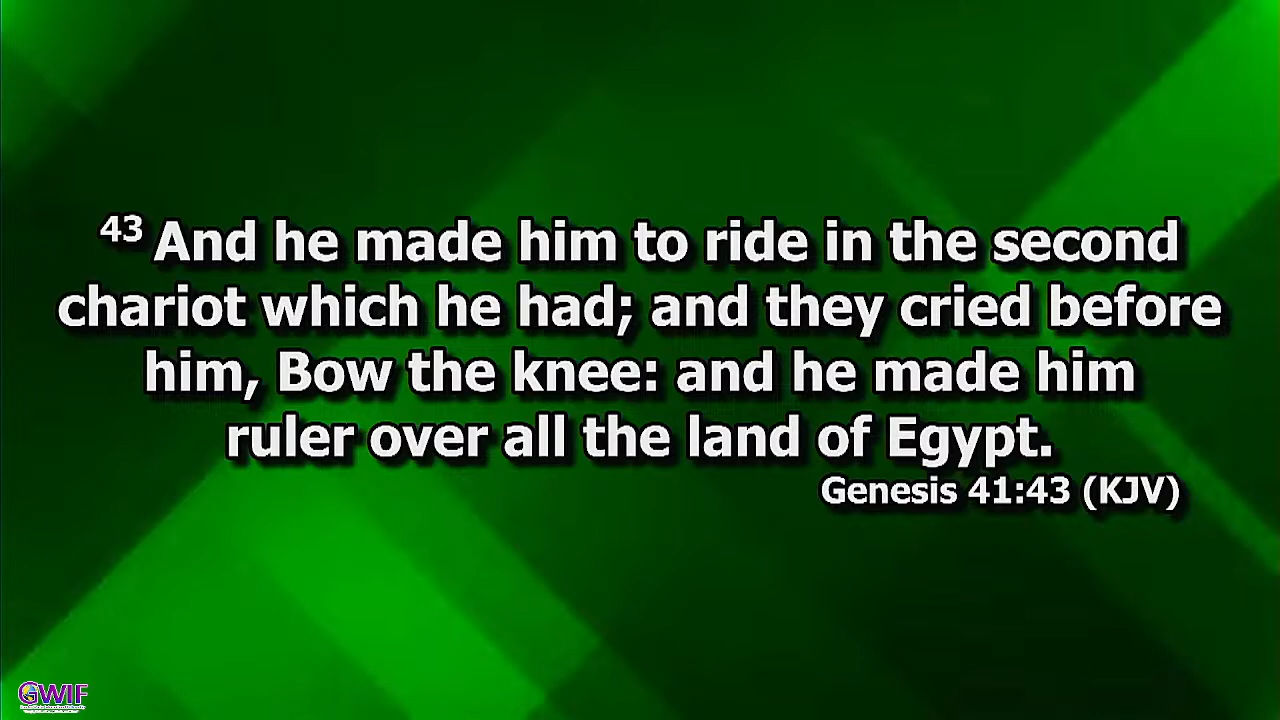 43 And he made him to ride in the second
chariot which he had; and they cried before
him, Bow the knee: and he made him
ruler over all the land of Egypt.
Genesis 41:43 (KJV)
GWIF